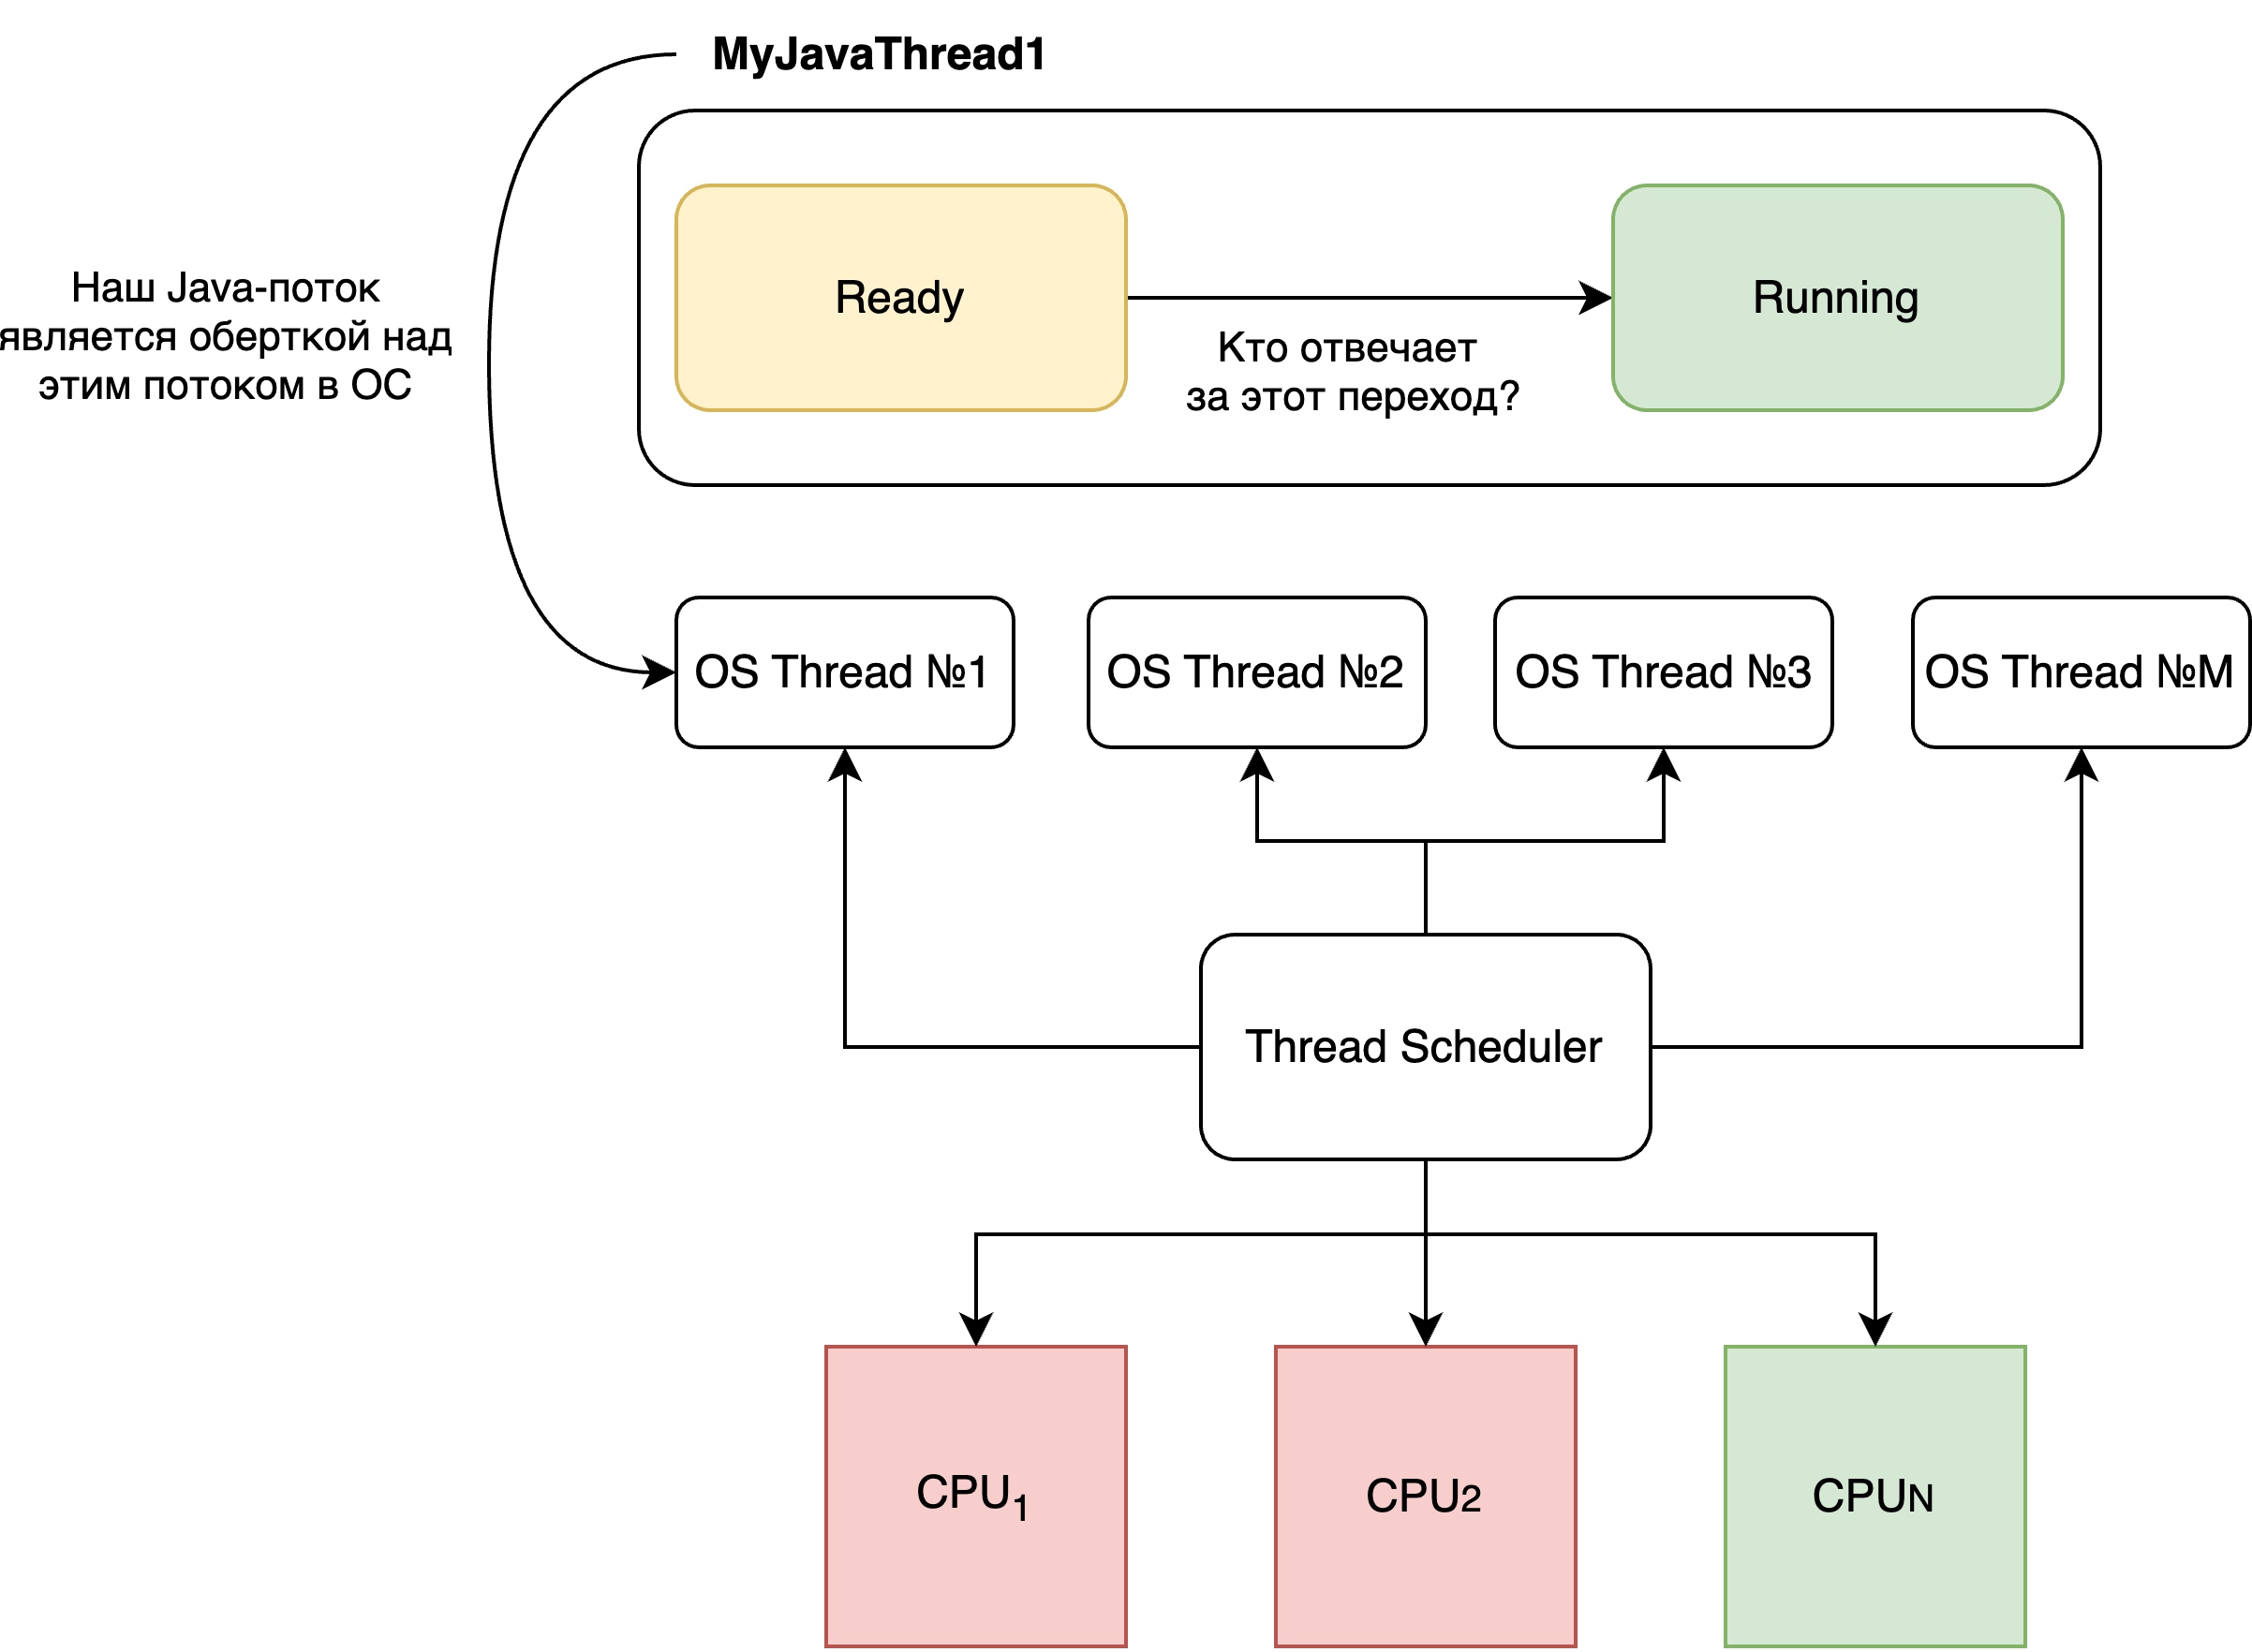 MyJavaThread1
Наш Java-поток
является оберткой над
этим потоком в ОС
Ready
Running
Кто отвечает
за этот переход?
OS Thread №1
OS Thread №2
OS Thread №3
OS Thread №M
Thread Scheduler
CPU1
CPU2
CPUN